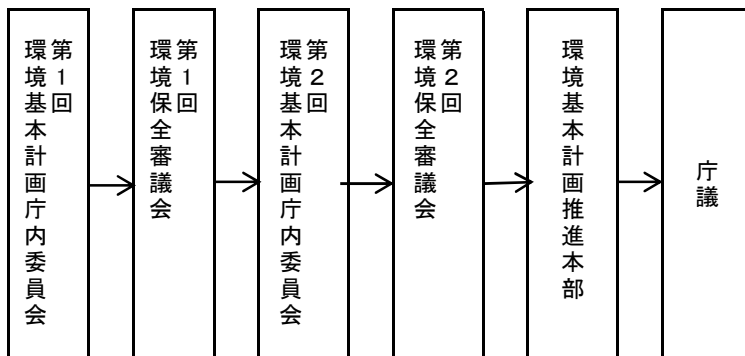 第1回
環境基本計画庁内委員会
第1回
環境保全審議会
第2回
環境基本計画庁内委員会
第2回
環境保全審議会
環境基本計画推進本部
庁議